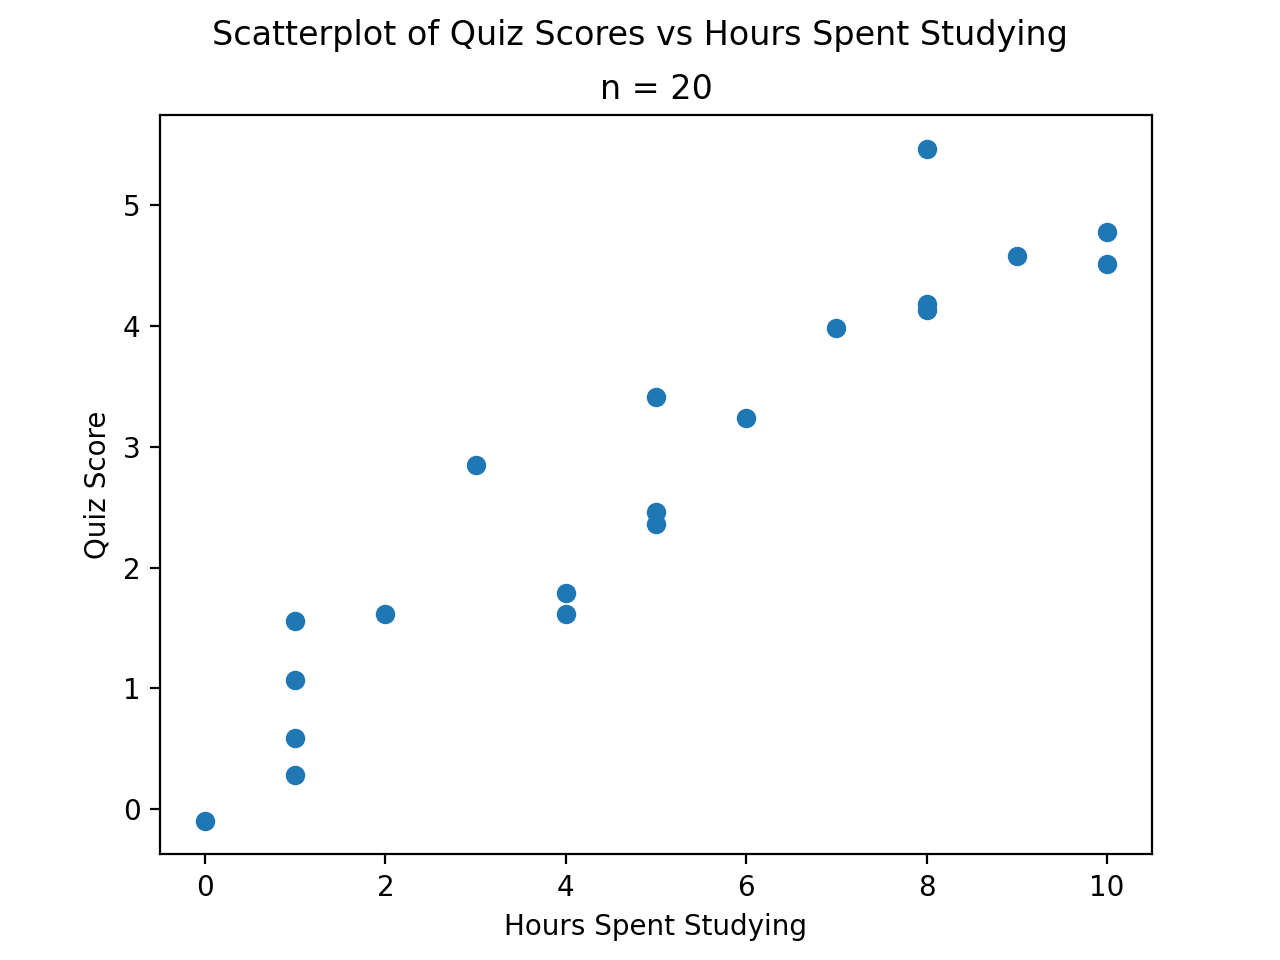 Scatterplot of Quiz Scores vs Hours Spent Studying
n = 20
5
4
3
2
1
0
Quiz Score
0 2 4 6 8 10
Hours Spent Studying